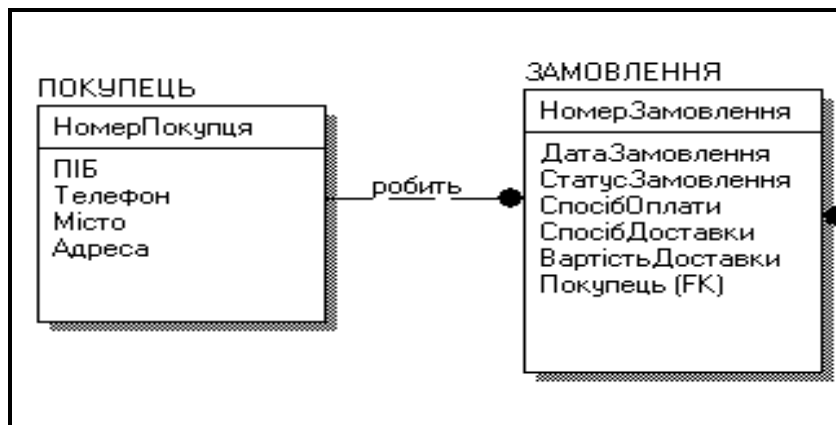 ПОКУПЕЦЬ
НомерПокупця
ПІБ
Телефон
Місто
Адреса
робить
ЗАМОВЛЕННЯ
НомерЗамовлення
ДатаЗамовлення
СтатусЗамовлення
СпосібОплати
СпосібДоставки
ВартістьДоставки
Покупець (FK)